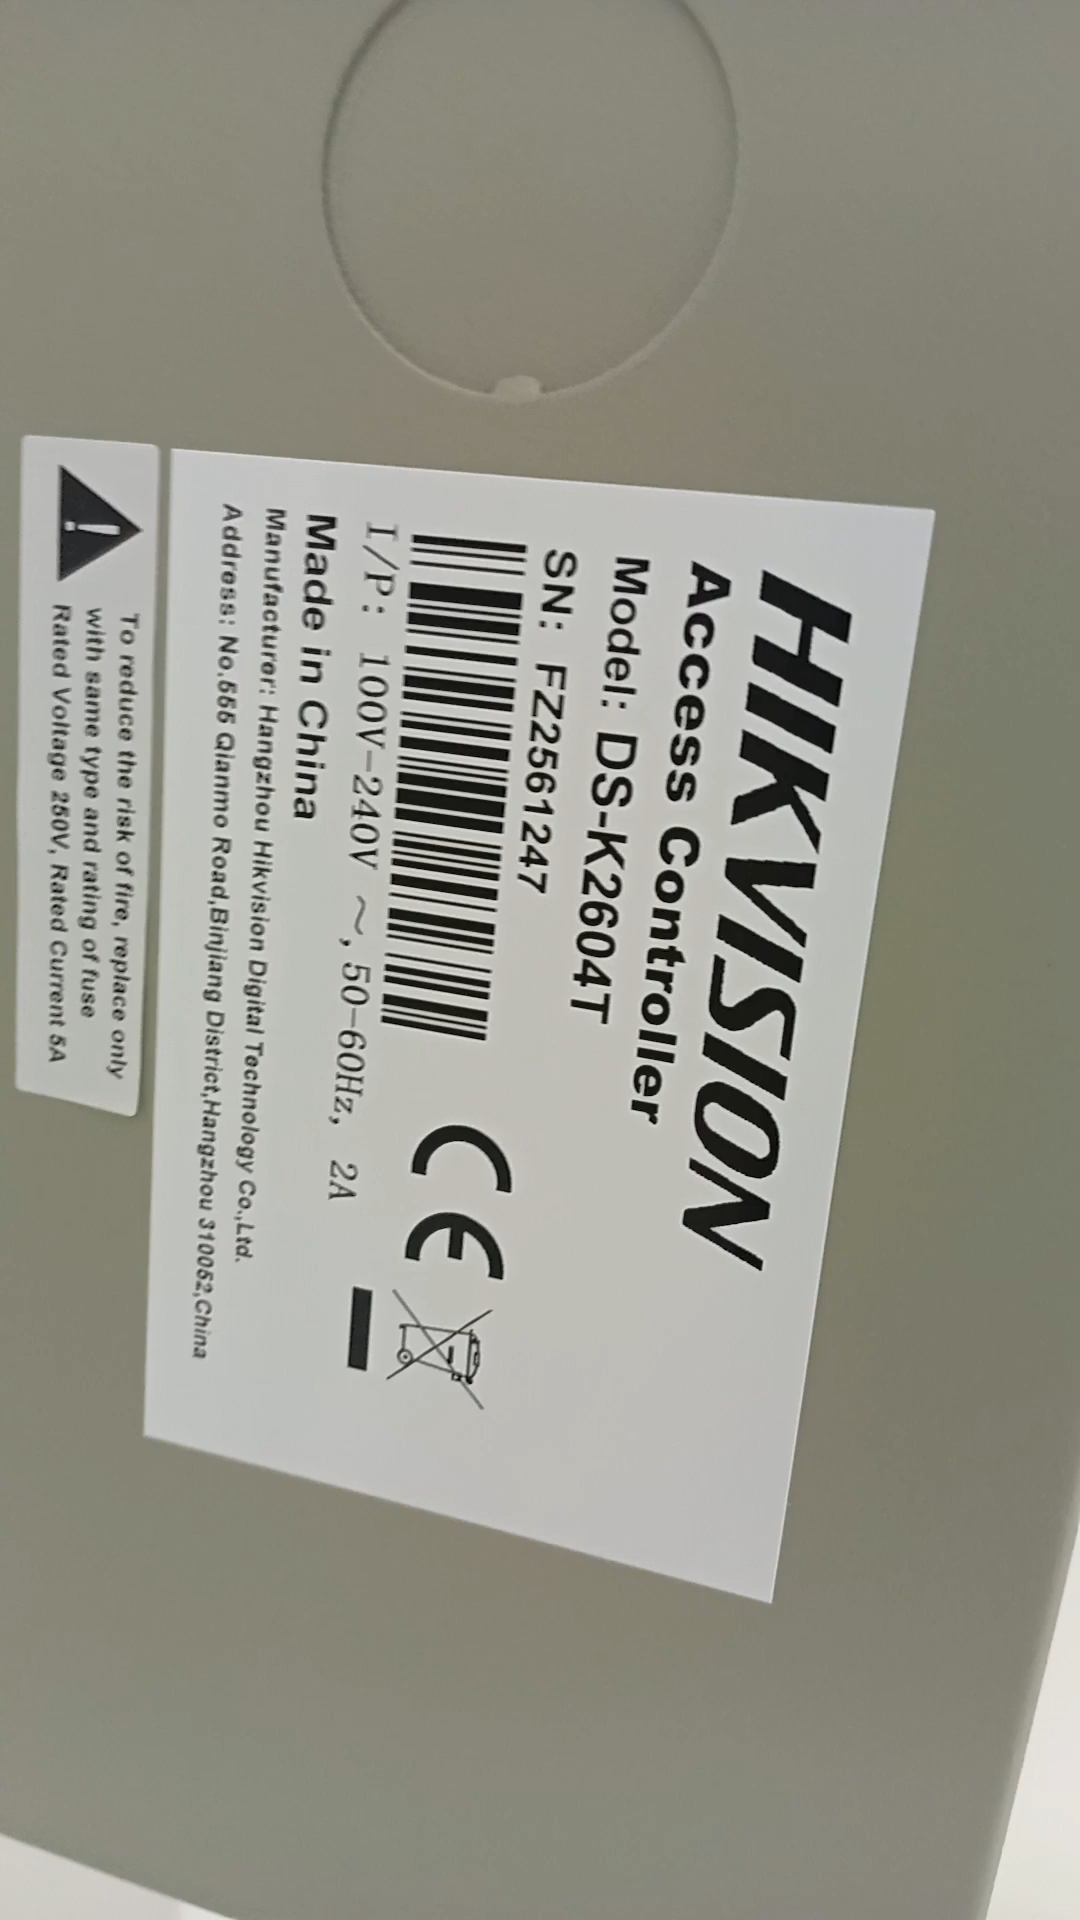 HIKVISION
Access Controller
Model: DS-K2604T
SN: FZ2561247
I/P: 100V-240V ~, 50-60Hz, 2A
CE
Made in China
Manufacturer: Hangzhou Hikvision Digital Technology Co.,Ltd.
Address: No.555 Qianmo Road,Binjiang District,Hangzhou 310052,China
To reduce the risk of fire, replace only
with same type and rating of fuse
Rated Voltage 250V, Rated Current 5A